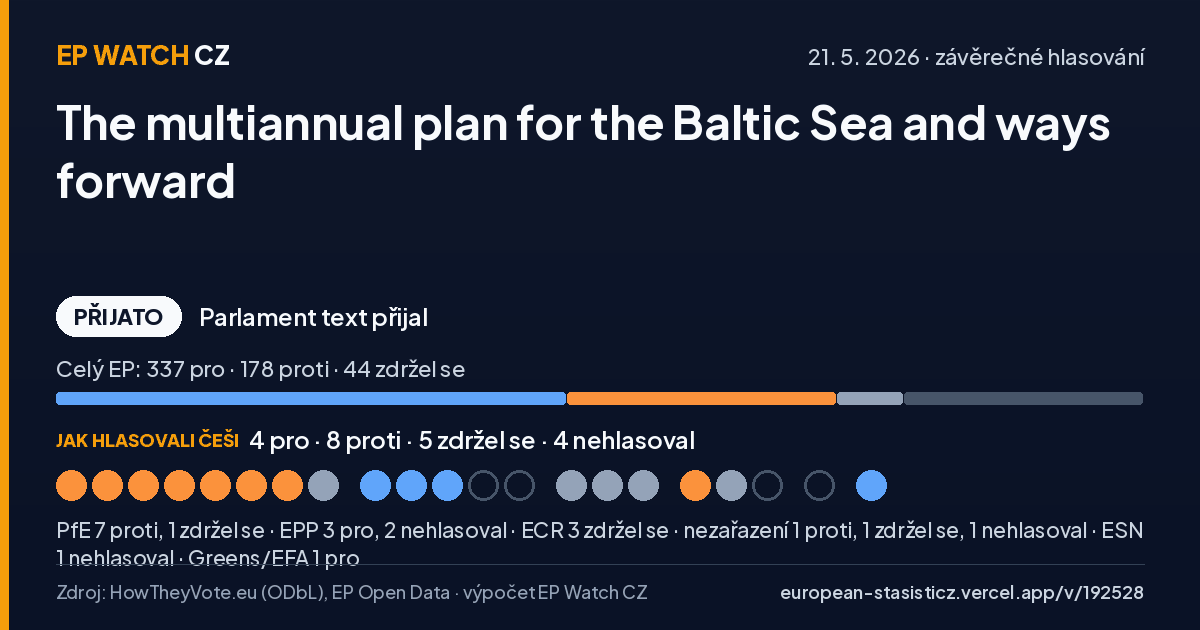 EP WATCH CZ
21. 5. 2026 · závěrečné hlasování
The multiannual plan for the Baltic Sea and ways
forward
PŘIJATO
Parlament text přijal
Celý EP: 337 pro · 178 proti · 44 zdržel se
JAK HLASOVALI ČEŠI 4 pro · 8 proti · 5 zdržel se · 4 nehlasoval
PfE 7 proti, 1 zdržel se · EPP 3 pro, 2 nehlasoval · ECR 3 zdržel se · nezařazení 1 proti, 1 zdržel se, 1 nehlasoval · ESN
1 nehlasoval · Greens/EFA 1 pro
Zdroj: HowTheyVote.eu (ODbL), EP Open Data · výpočet EP Watch CZ
european-stasisticz.vercel.app/v/192528